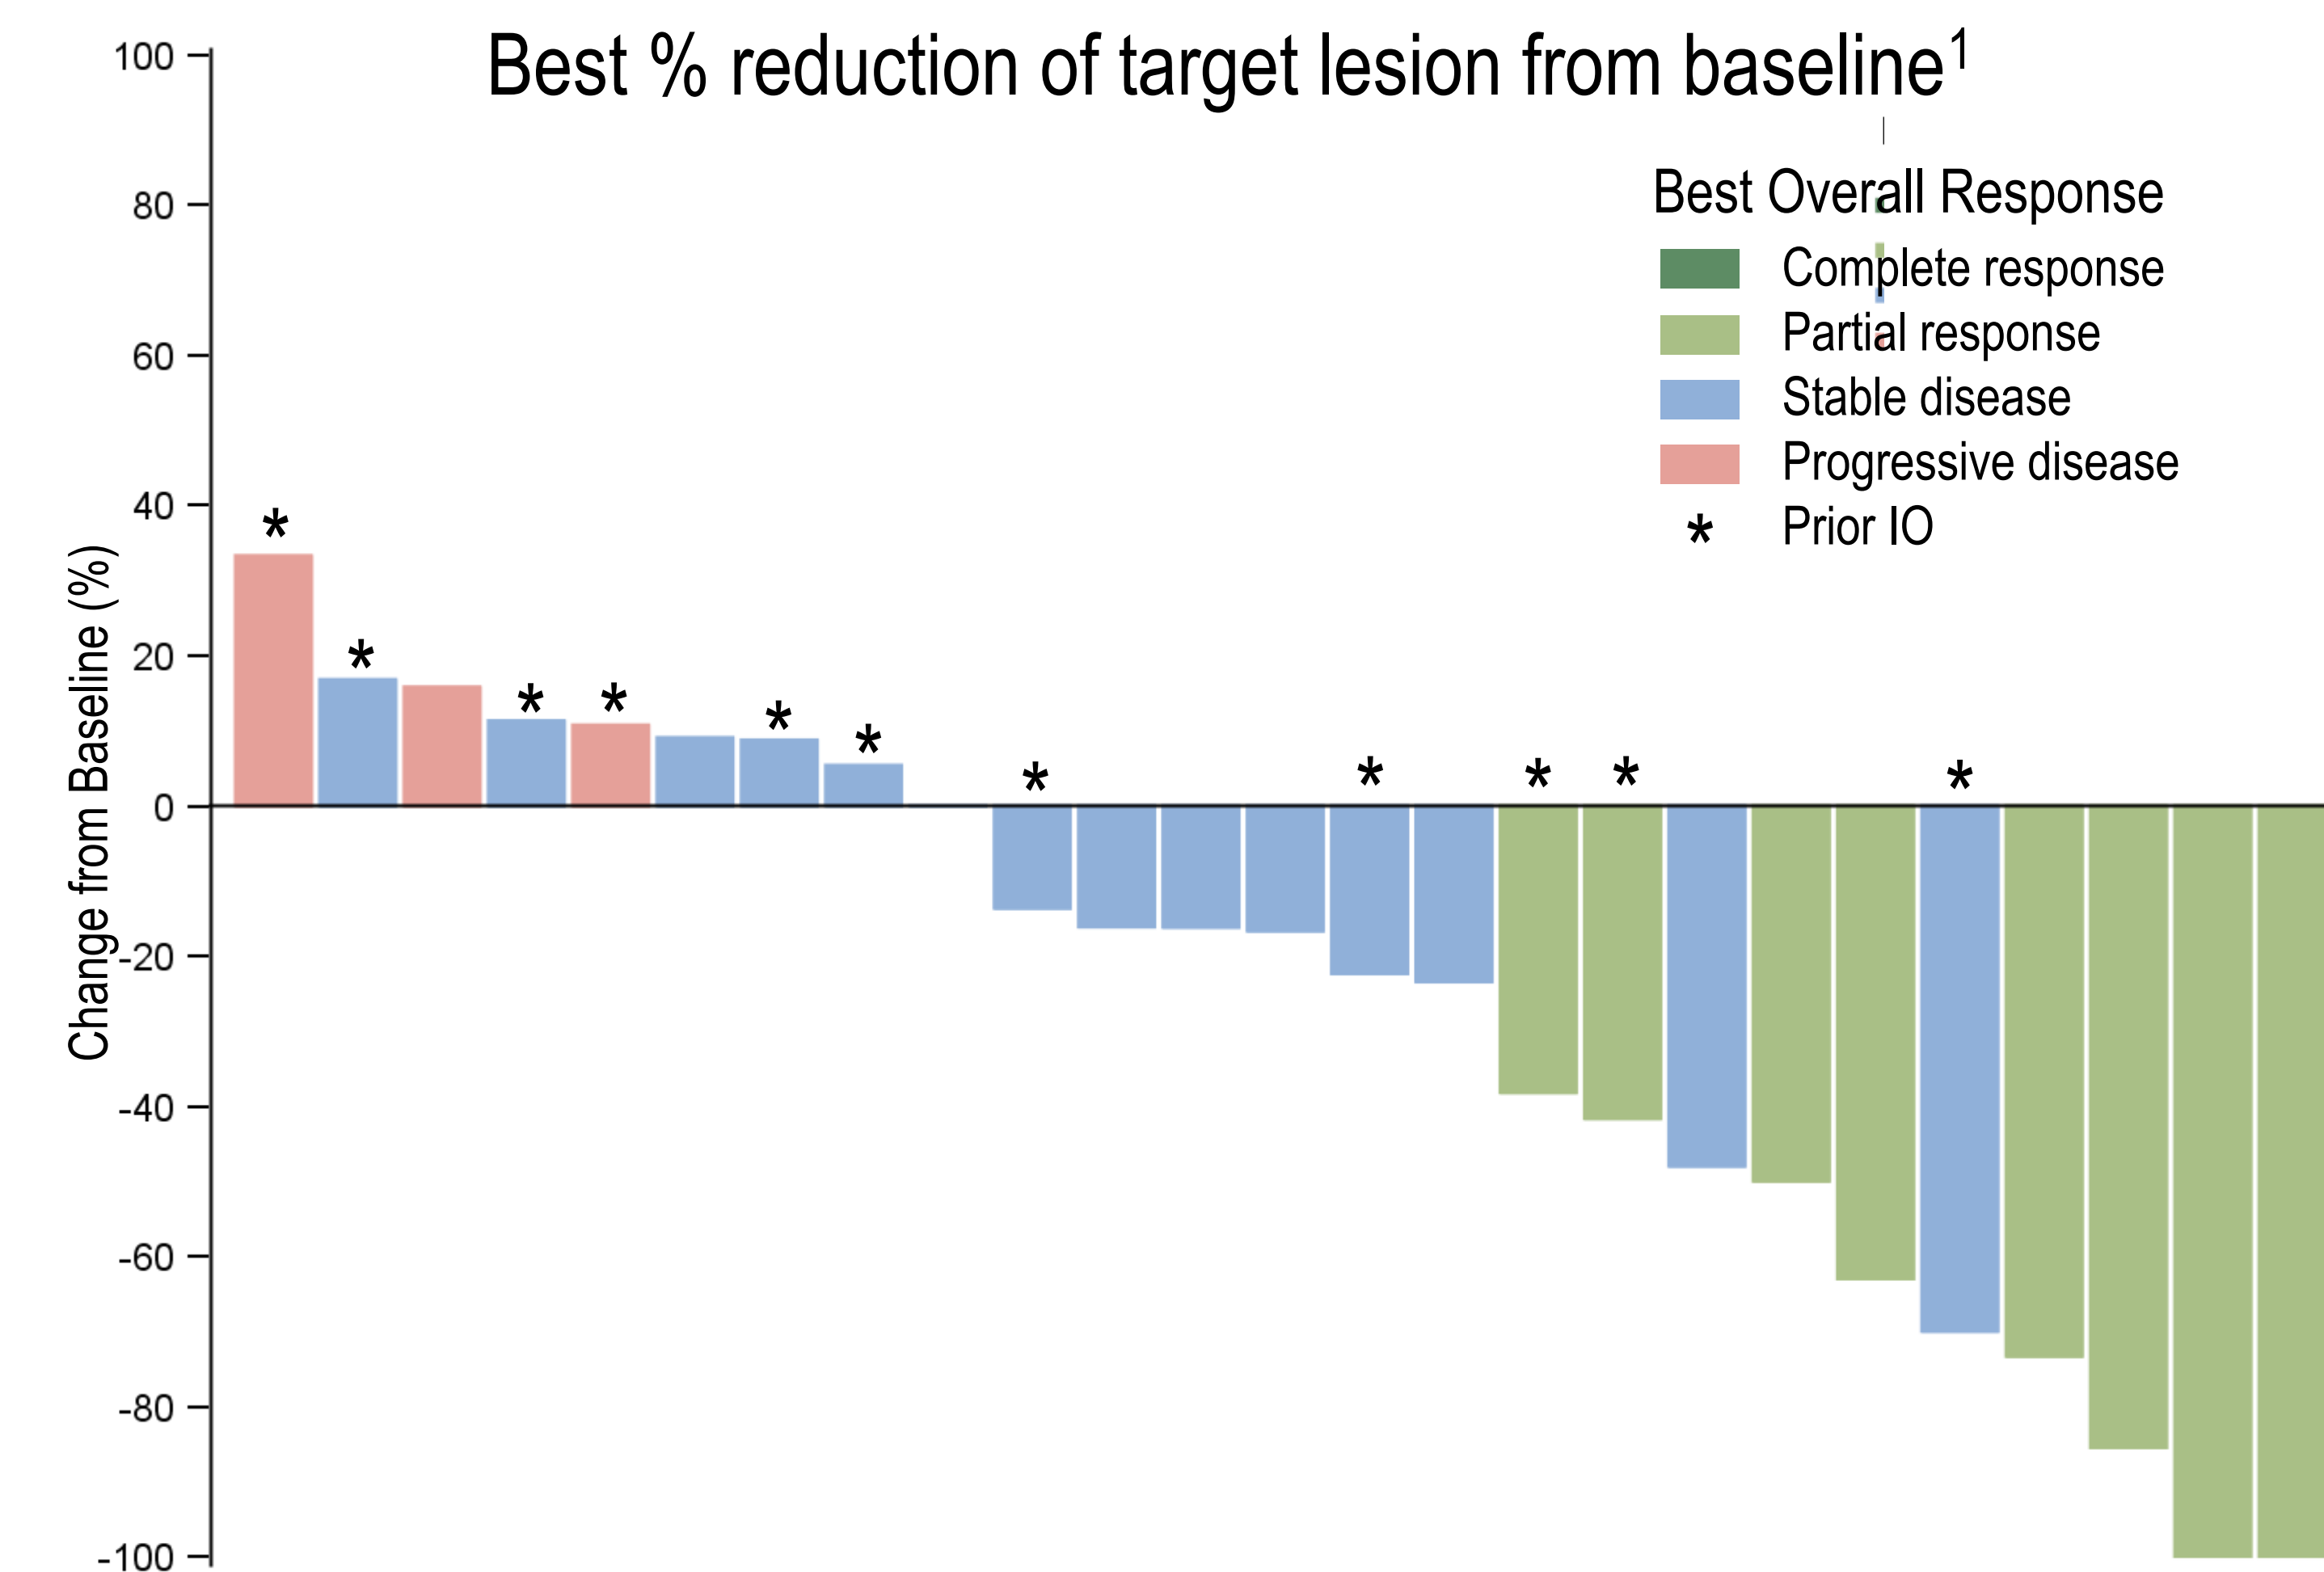 Best % reduction of target lesion from baseline¹
Best Overall Response
Complete response
Partial response
Stable disease
Progressive disease
* Prior IO
Change from Baseline (%)
100
80
60
40
20
0
-20
-40
-60
-80
-100
* * * * * *
* * * * *